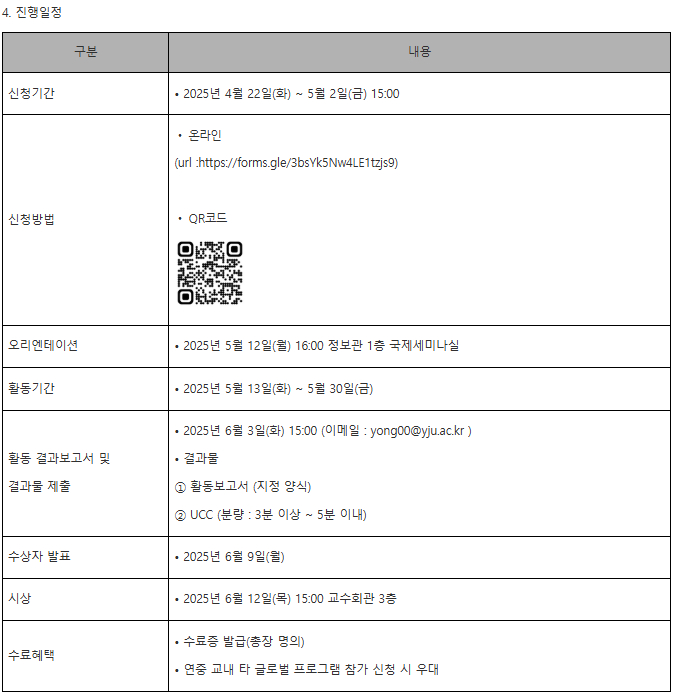 4. 진행일정
구분
내용
신청기간
• 2025년 4월 22일(화) ~ 5월 2일(금) 15:00
신청방법
• 온라인
(url :https://forms.gle/3bsYk5Nw4LE1tzjs9)
• QR코드
오리엔테이션
• 2025년 5월 12일(월) 16:00 정보관 1층 국제세미나실
활동기간
• 2025년 5월 13일(화) ~ 5월 30일(금)
활동 결과보고서 및
결과물 제출
• 2025년 6월 3일(화) 15:00 (이메일 : yong00@yju.ac.kr )
• 결과물
① 활동보고서 (지정 양식)
② UCC (분량 : 3분 이상 ~ 5분 이내)
수상자 발표
• 2025년 6월 9일(월)
시상
• 2025년 6월 12일(목) 15:00 교수회관 3층
수료혜택
• 수료증 발급(총장 명의)
• 연중 교내 타 글로벌 프로그램 참가 신청 시 우대